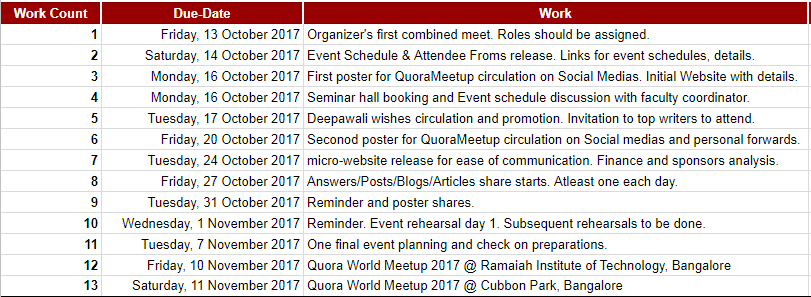 Work Count Due-Date Work
1 Friday, 13 October 2017 Organizer's first combined meet. Roles should be assigned.
2 Saturday, 14 October 2017 Event Schedule & Attendee Froms release. Links for event schedules, details.
3 Monday, 16 October 2017 First poster for QuoraMeetup circulation on Social Medias. Initial Website with details.
4 Monday, 16 October 2017 Seminar hall booking and Event schedule discussion with faculty coordinator.
5 Tuesday, 17 October 2017 Deepawali wishes circulation and promotion. Invitation to top writers to attend.
6 Friday, 20 October 2017 Seconod poster for QuoraMeetup circulation on Social medias and personal forwards.
7 Tuesday, 24 October 2017 micro-website release for ease of communication. Finance and sponsors analysis.
8 Friday, 27 October 2017 Answers/Posts/Blogs/Articles share starts. Atleast one each day.
9 Tuesday, 31 October 2017 Reminder and poster shares.
10 Wednesday, 1 November 2017 Reminder. Event rehearsal day 1. Subsequent rehearsals to be done.
11 Tuesday, 7 November 2017 One final event planning and check on preparations.
12 Friday, 10 November 2017 Quora World Meetup 2017 @ Ramaiah Institute of Technology, Bangalore
13 Saturday, 11 November 2017 Quora World Meetup 2017 @ Cubbon Park, Bangalore